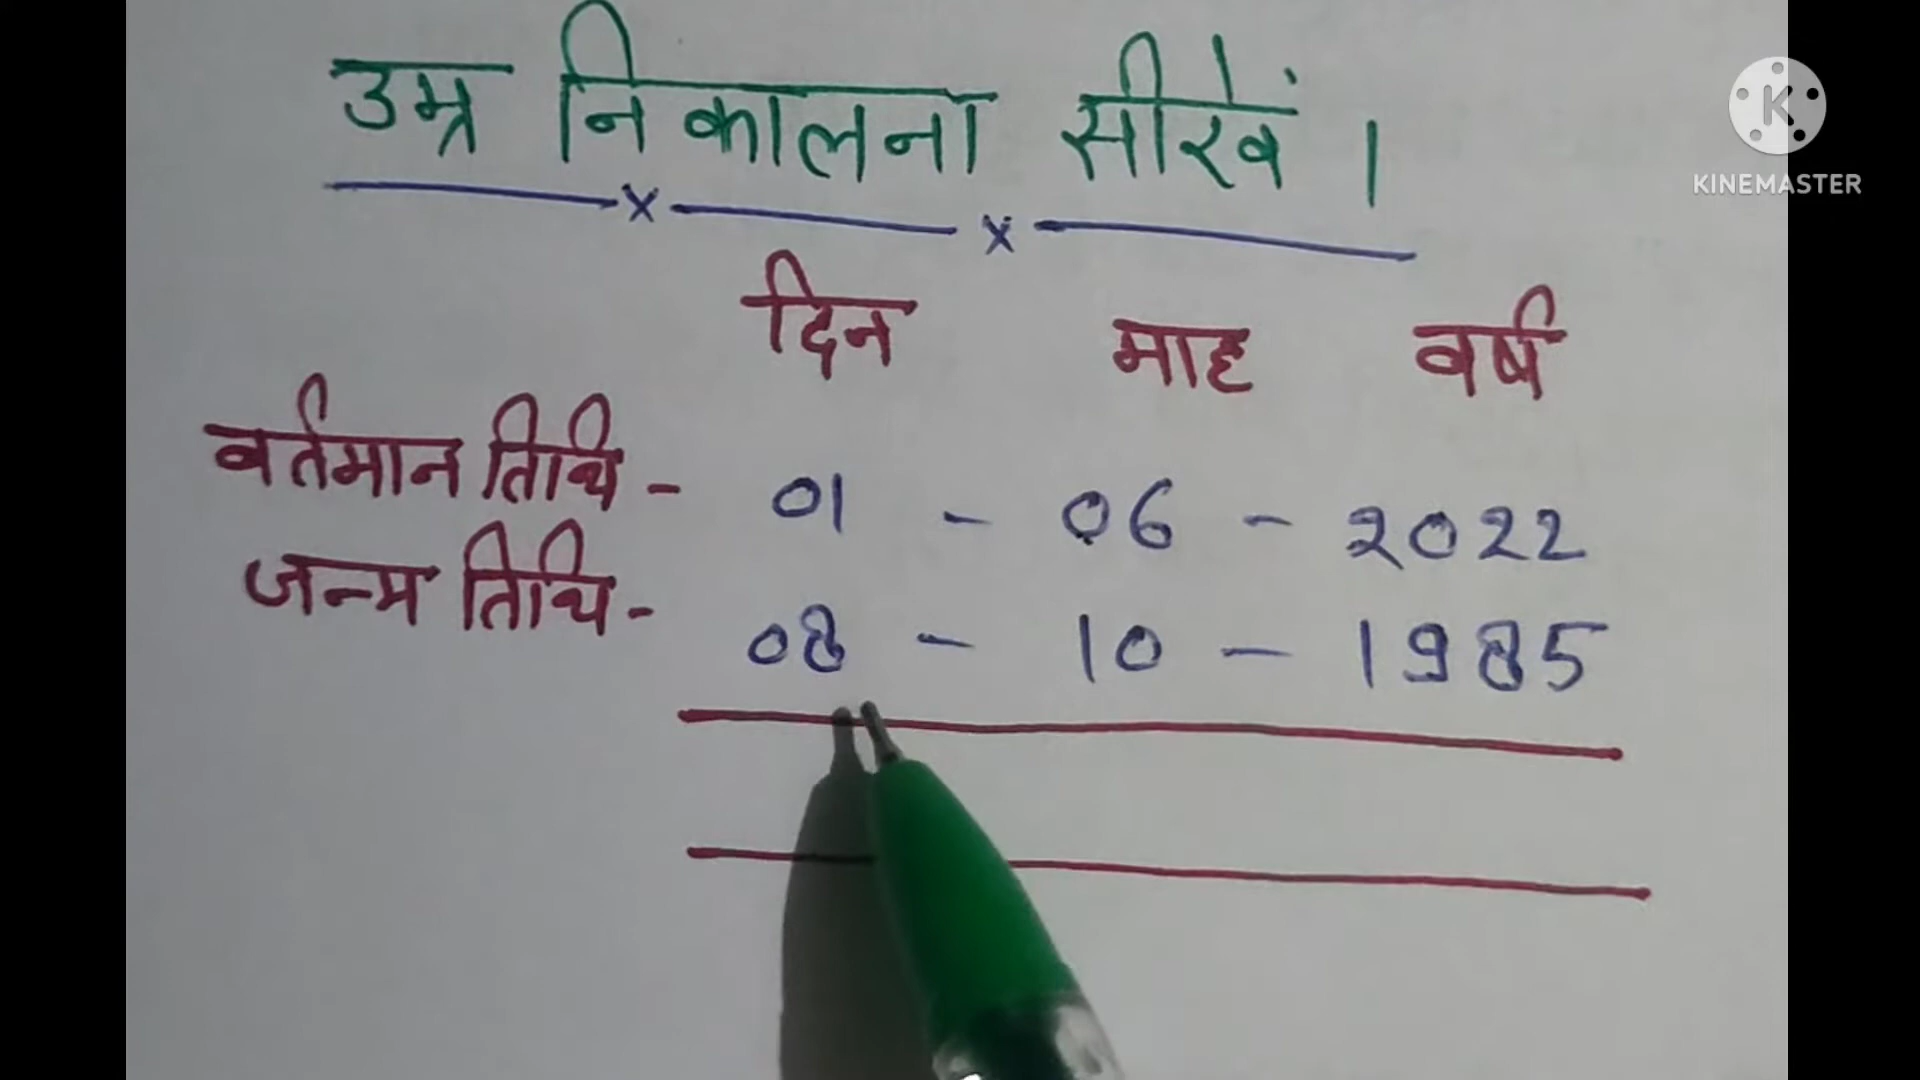 उम्र निकालना सीखें ।
दिन माह वर्ष
वर्तमान तिथि - 01 - 06 - 2022
जन्म तिथि - 08 - 10 - 1985
K
KINEMASTER